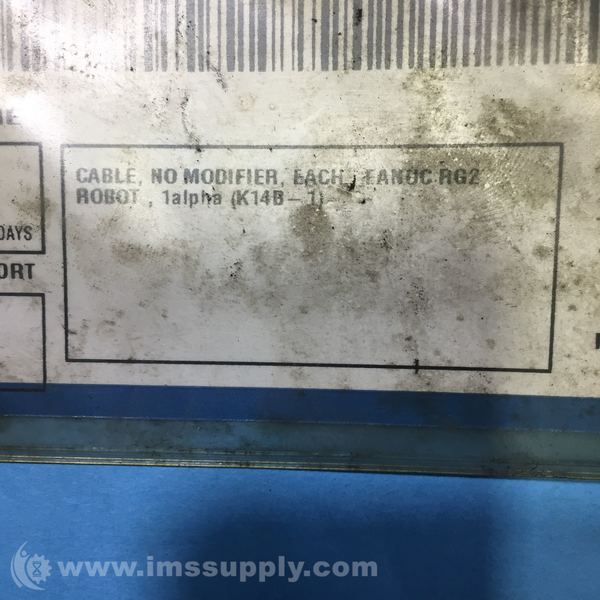 CABLE, NO MODIFIER, EACH, FANUC RG2
ROBOT , 1alpha (K14B - 1)
DAYS
ORT
www.imssupply.com